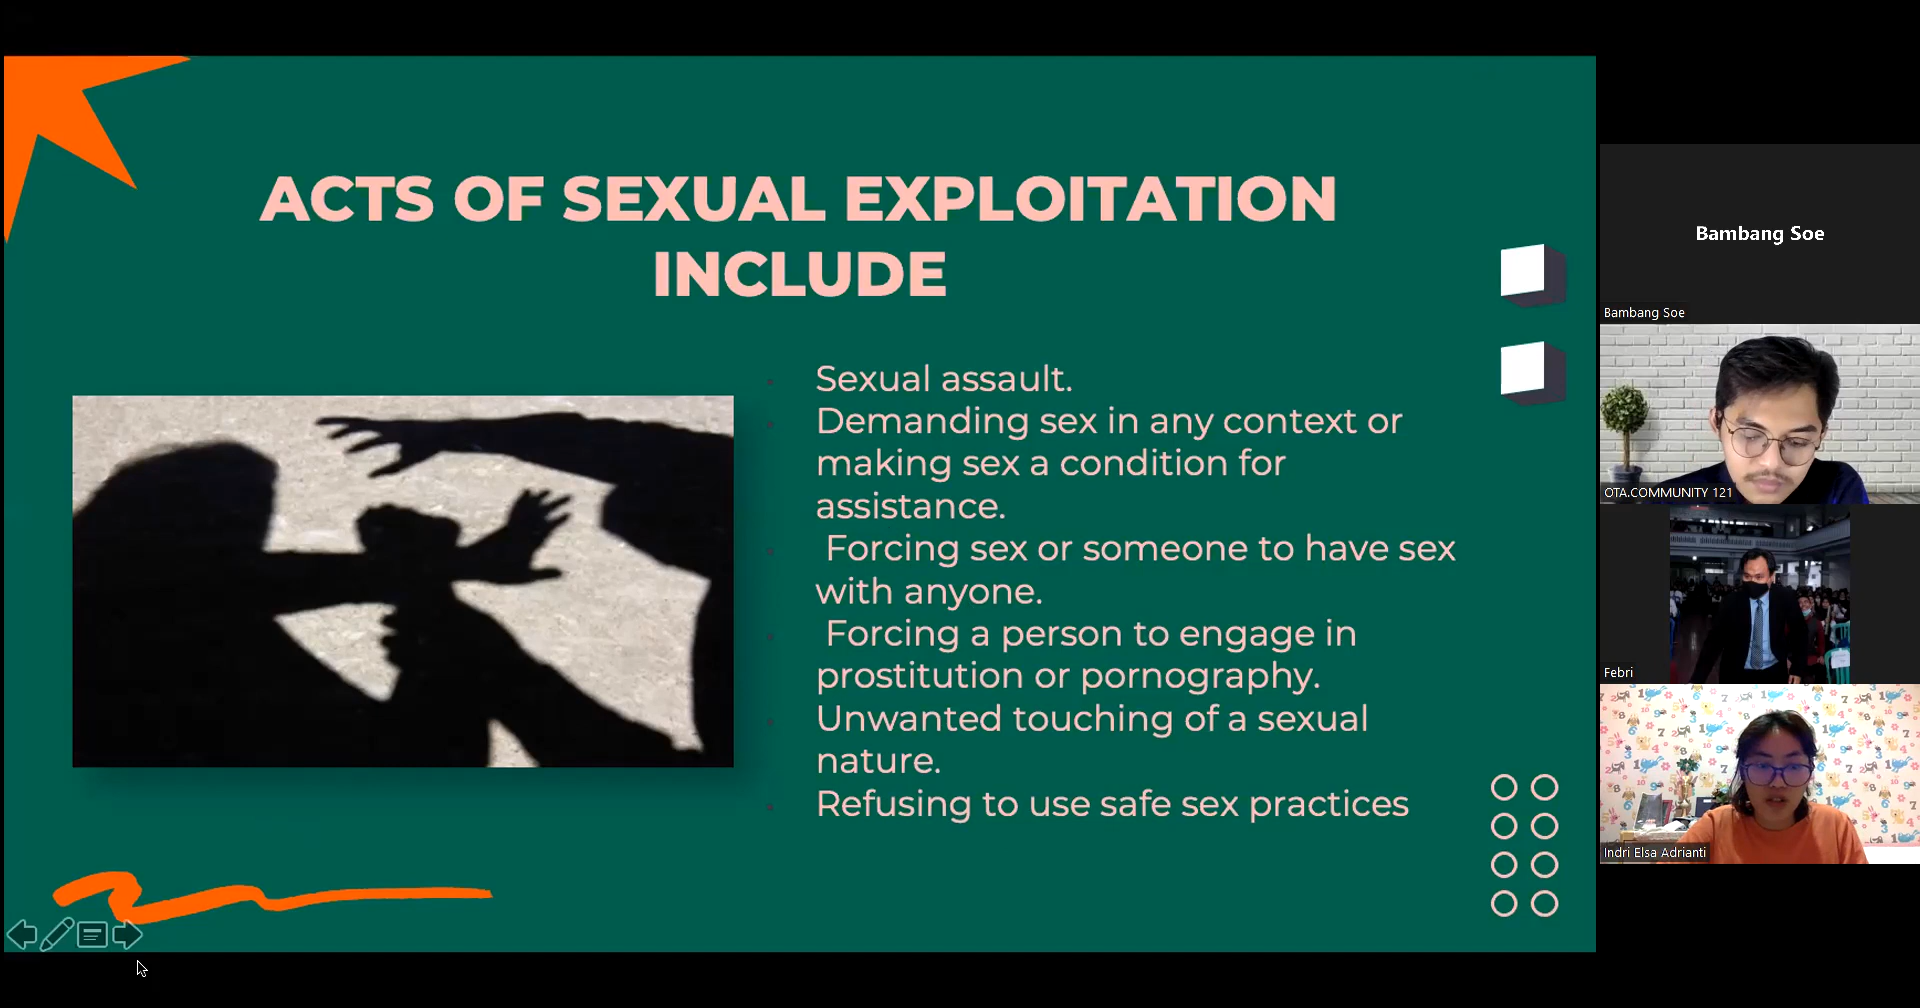 ACTS OF SEXUAL EXPLOITATION
INCLUDE
Sexual assault.
Demanding sex in any context or
making sex a condition for
assistance.
Forcing sex or someone to have sex
with anyone.
Forcing a person to engage in
prostitution or pornography.
Unwanted touching of a sexual
nature.
Refusing to use safe sex practices
Bambang Soe
Bambang Soe
OTA.COMMUNITY 121
Febri
Indri Elsa Adrianti